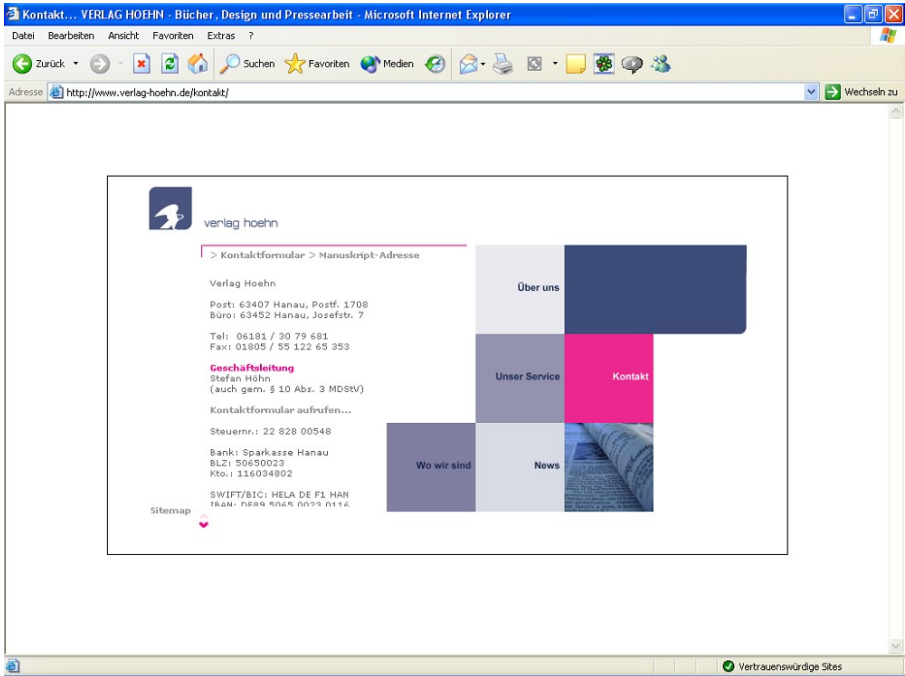 Kontakt... VERLAG HOEHN - Bücher, Design und Pressearbeit - Microsoft Internet Explorer
Datei Bearbeiten Ansicht Favoriten Extras ?
Zurück Suchen Favoriten Medien
Adresse http://www.verlag-hoehn.de/kontakt/ Wechseln zu
verlag hoehn
> Kontaktformular > Manuskript-Adresse
Verlag Hoehn
Post: 63407 Hanau, Postf. 1708
Büro: 63452 Hanau, Josefstr. 7
Tel: 06181 / 30 79 681
Fax: 01805 / 55 122 65 353
Geschäftsleitung
Stefan Höhn
(auch gem. § 10 Abs. 3 MDStV)
Kontaktformular aufrufen...
Steuernr.: 22 828 00548
Bank: Sparkasse Hanau
BLZ: 50650023
Kto.: 116034802
SWIFT/BIC: HELA DE F1 HAN
IBAN: DE89 5065 0023 0116
Sitemap
Über uns
Unser Service
Kontakt
Wo wir sind
News
Vertrauenswürdige Sites